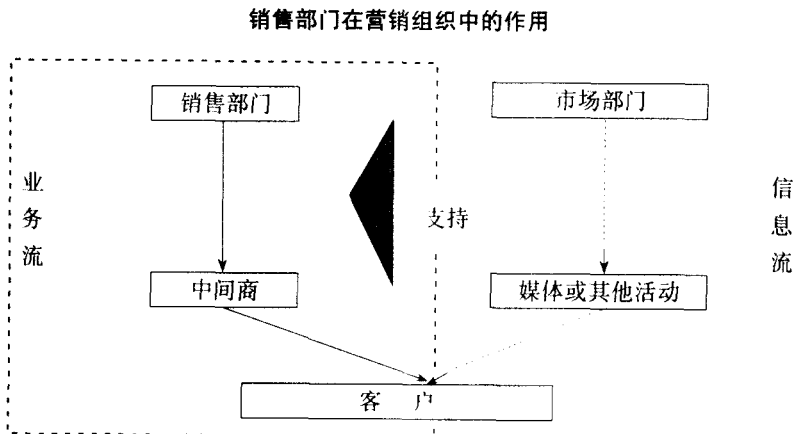 销售部门在营销组织中的作用
销售部门
市场部门
业务流
支持
信息流
中间商
媒体或其他活动
客 户